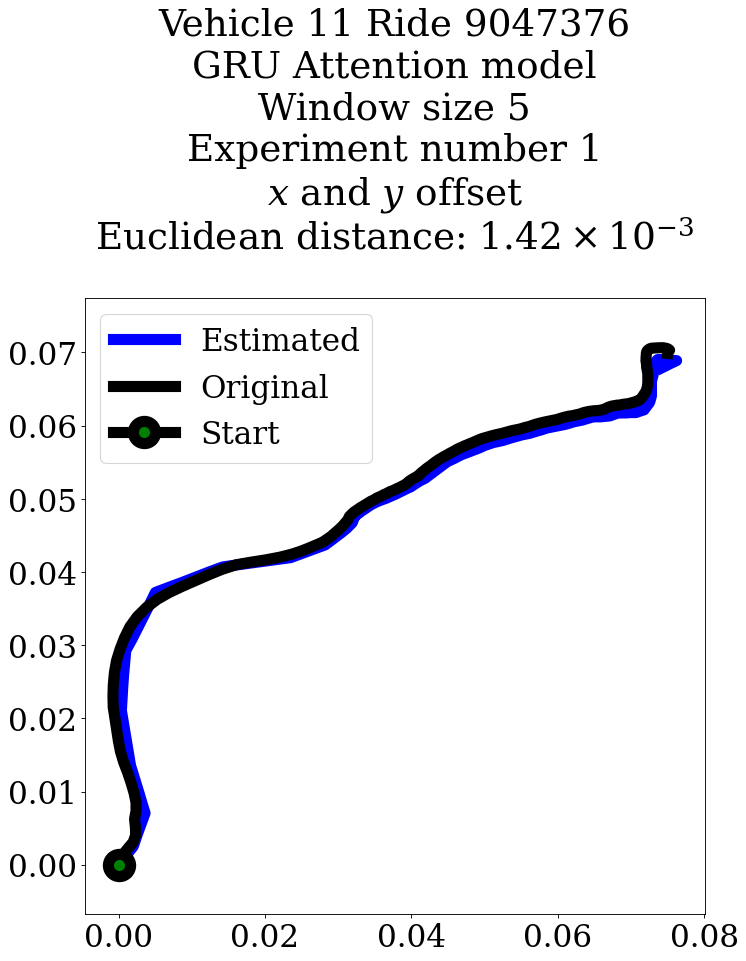 Vehicle 11 Ride 9047376
GRU Attention model
Window size 5
Experiment number 1
x and y offset
Euclidean distance: 1.42 × 10⁻³
Estimated
Original
Start
0.07
0.06
0.05
0.04
0.03
0.02
0.01
0.00
0.00 0.02 0.04 0.06 0.08